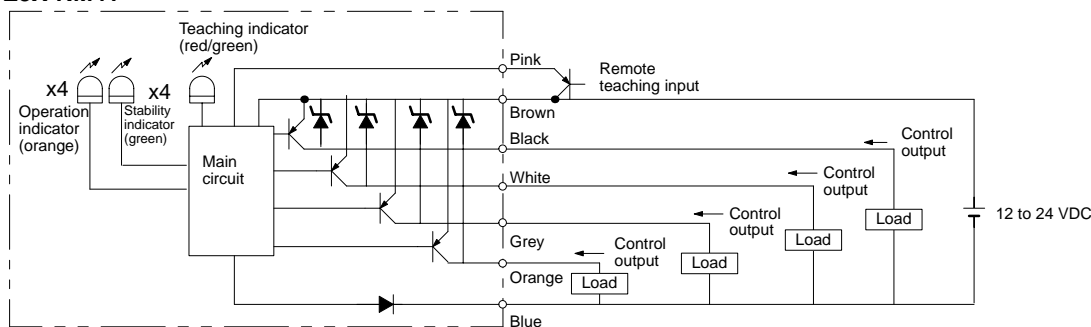 Teaching indicator
(red/green)
x4
x4
Operation
indicator
(orange)
Stability
indicator
(green)
Main
circuit
Pink
Remote
teaching input
Brown
Black
Control
output
White
Control
output
Load
12 to 24 VDC
Grey
Control
output
Load
Orange
Control
output
Load
Load
Blue